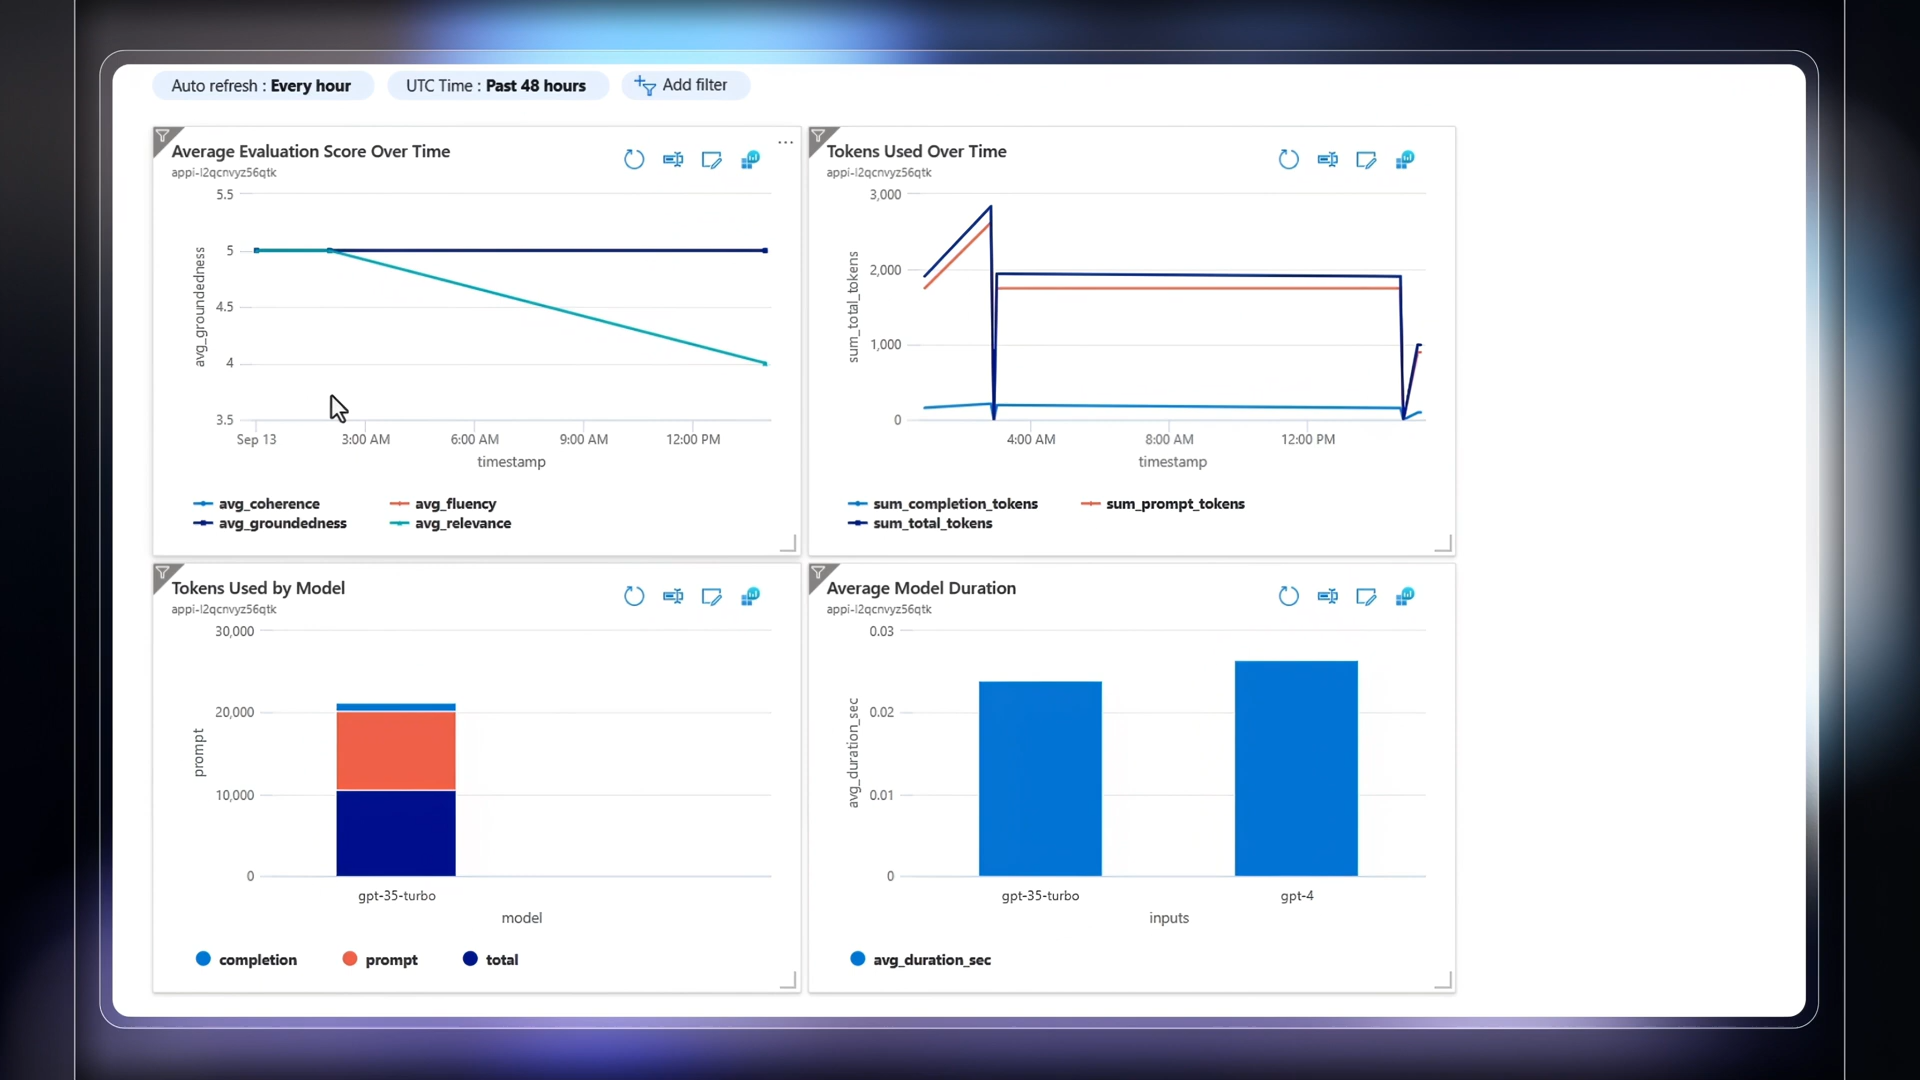 Auto refresh : Every hour
UTC Time : Past 48 hours
Add filter
Average Evaluation Score Over Time
appi-l2qcnvyz56qtk
5.5
5
4.5
4
3.5
avg_groundedness
Sep 13
3:00 AM
6:00 AM
9:00 AM
12:00 PM
timestamp
avg_coherence
avg_fluency
avg_groundedness
avg_relevance
Tokens Used Over Time
appi-l2qcnvyz56qtk
3,000
2,000
1,000
0
sum_total_tokens
4:00 AM
8:00 AM
12:00 PM
timestamp
sum_completion_tokens
sum_prompt_tokens
sum_total_tokens
Tokens Used by Model
appi-l2qcnvyz56qtk
30,000
20,000
10,000
0
prompt
gpt-35-turbo
model
completion
prompt
total
Average Model Duration
appi-l2qcnvyz56qtk
0.03
0.02
0.01
0
avg_duration_sec
gpt-35-turbo
gpt-4
inputs
avg_duration_sec